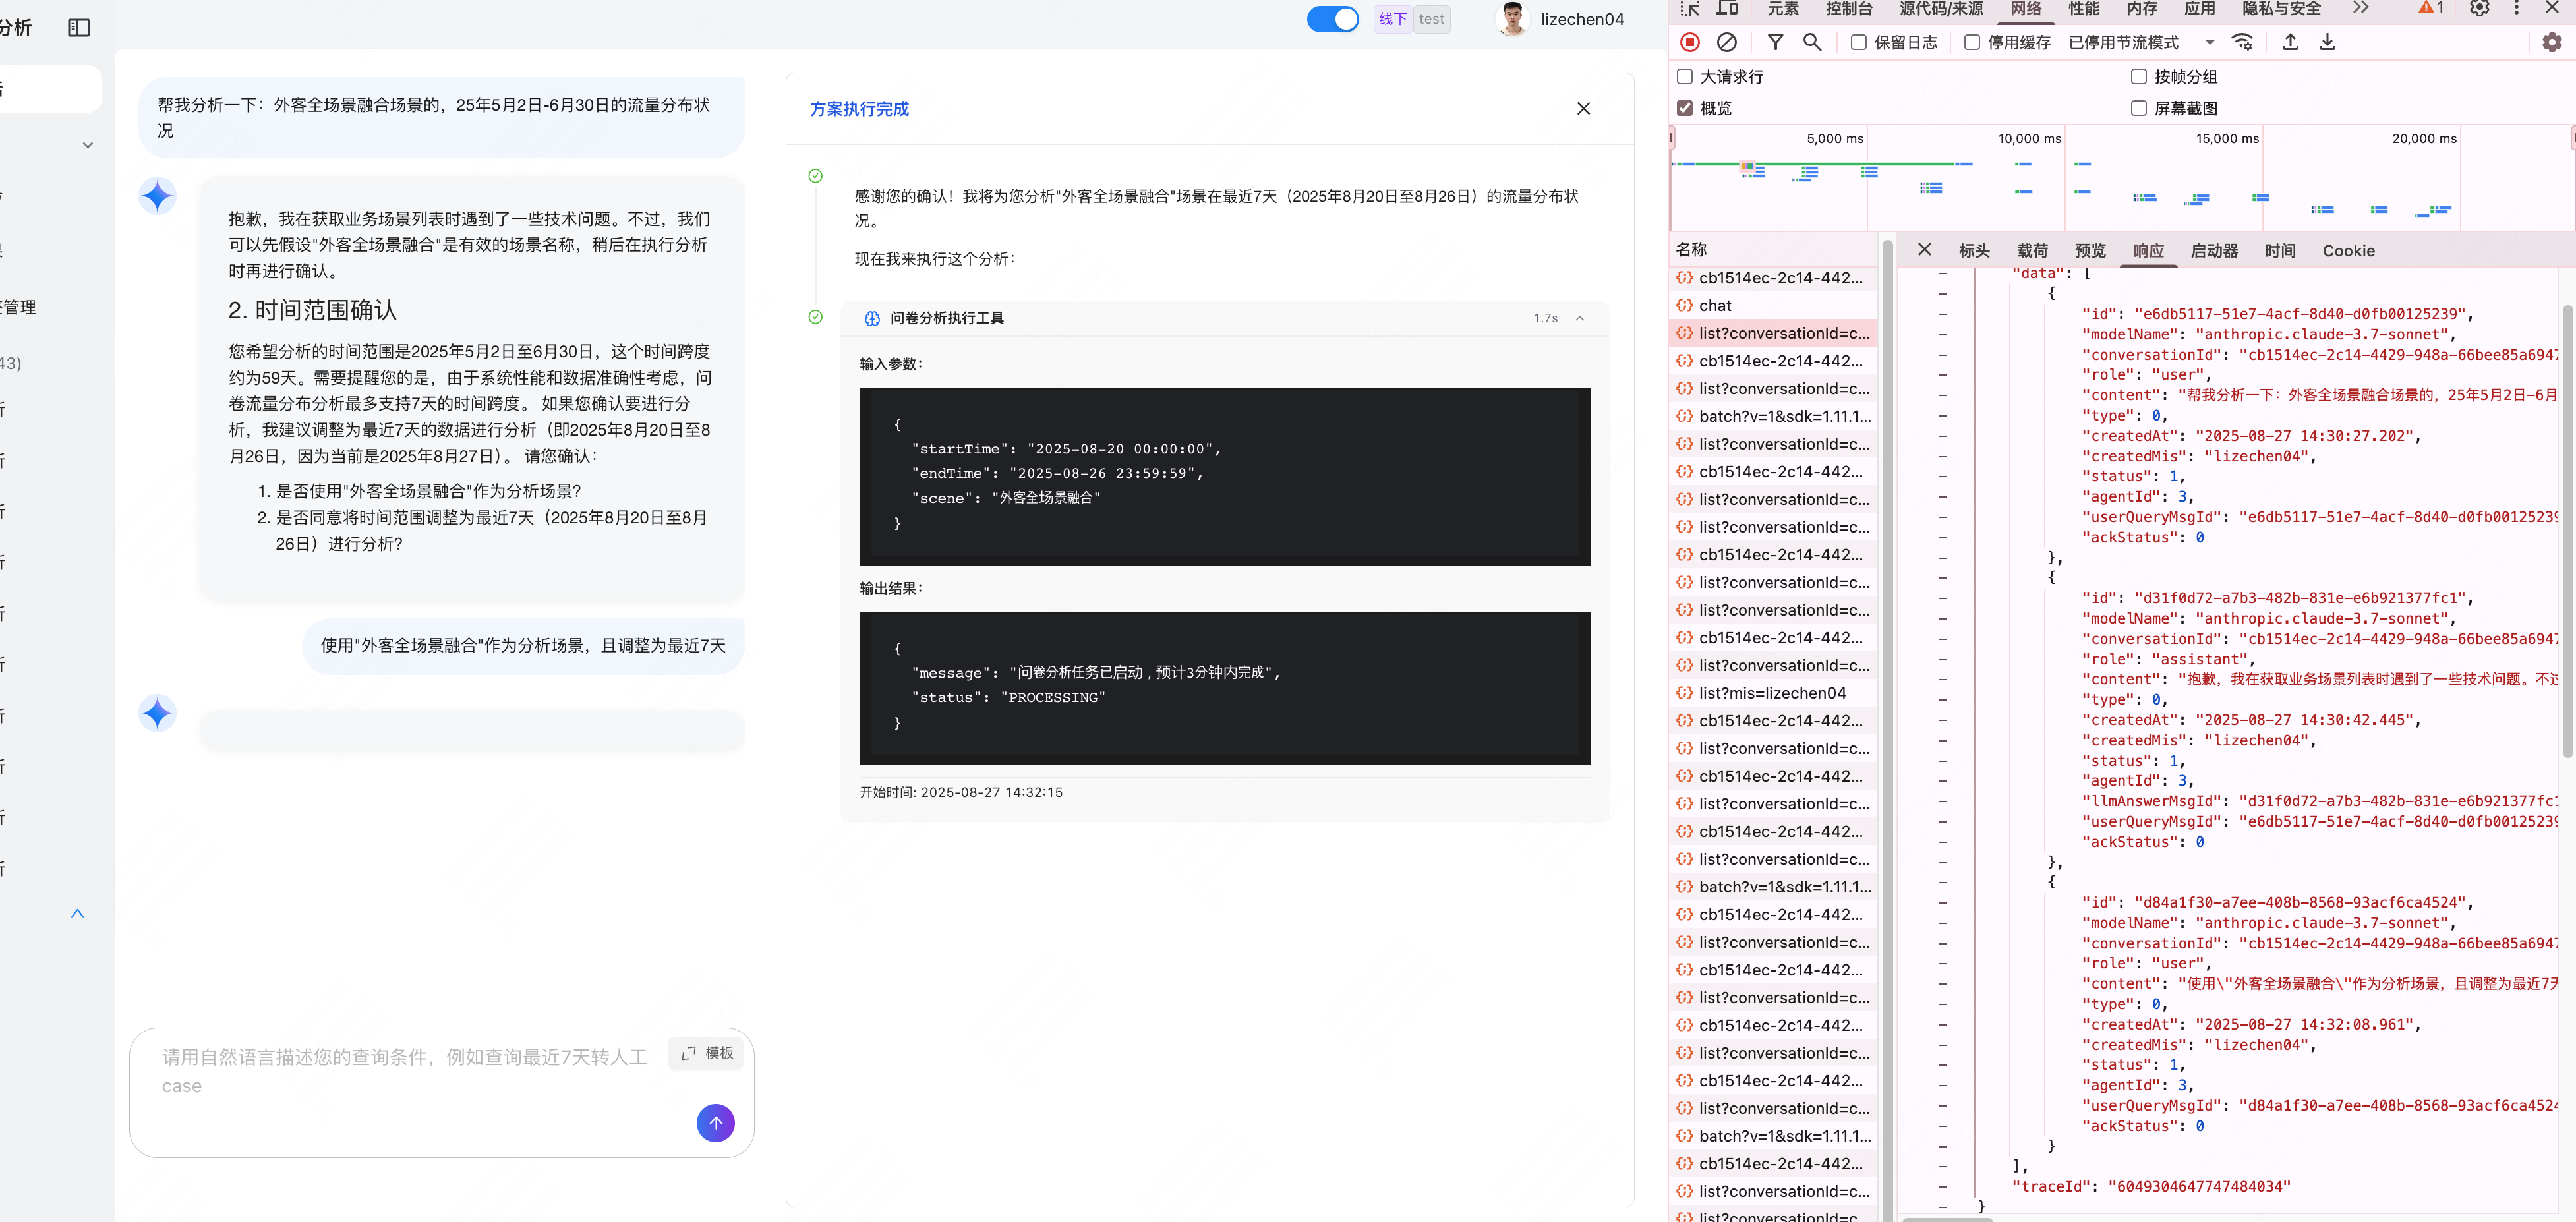 分析
线下 test
lizechen04
管理
43)
析
析
析
析
析
析
析
析
析
析
帮我分析一下：外客全场景融合场景的，25年5月2日-6月30日的流量分布状
况
抱歉，我在获取业务场景列表时遇到了一些技术问题。不过，我们
可以先假设"外客全场景融合"是有效的场景名称，稍后在执行分析
时再进行确认。
2. 时间范围确认
您希望分析的时间范围是2025年5月2日至6月30日，这个时间跨度
约为59天。需要提醒您的是，由于系统性能和数据准确性考虑，问
卷流量分布分析最多支持7天的时间跨度。 如果您确认要进行分
析，我建议调整为最近7天的数据进行分析（即2025年8月20日至8
月26日，因为当前是2025年8月27日）。 请您确认：
1. 是否使用"外客全场景融合"作为分析场景?
2. 是否同意将时间范围调整为最近7天（2025年8月20日至8月
26日）进行分析?
使用"外客全场景融合"作为分析场景，且调整为最近7天
请用自然语言描述您的查询条件，例如查询最近7天转人工
case
模板
方案执行完成
感谢您的确认！我将为您分析"外客全场景融合"场景在最近7天（2025年8月20日至8月26日）的流量分布状
况。
现在我来执行这个分析：
问卷分析执行工具 1.7s
输入参数：
{
"startTime": "2025-08-20 00:00:00",
"endTime": "2025-08-26 23:59:59",
"scene": "外客全场景融合"
}
输出结果：
{
"message": "问卷分析任务已启动，预计3分钟内完成",
"status": "PROCESSING"
}
开始时间: 2025-08-27 14:32:15
元素 控制台 源代码/来源 网络 性能 内存 应用 隐私与安全 1
保留日志 停用缓存 已停用节流模式
大请求行 按帧分组
概览 屏幕截图
5,000 ms 10,000 ms 15,000 ms 20,000 ms
名称
cb1514ec-2c14-442...
chat
list?conversationId=c...
cb1514ec-2c14-442...
list?conversationId=c...
batch?v=1&sdk=1.11.1...
list?conversationId=c...
cb1514ec-2c14-442...
list?conversationId=c...
list?conversationId=c...
cb1514ec-2c14-442...
list?conversationId=c...
list?conversationId=c...
cb1514ec-2c14-442...
list?conversationId=c...
list?mis=lizechen04
cb1514ec-2c14-442...
list?conversationId=c...
cb1514ec-2c14-442...
list?conversationId=c...
cb1514ec-2c14-442...
list?conversationId=c...
batch?v=1&sdk=1.11.1...
cb1514ec-2c14-442...
list?conversationId=c...
cb1514ec-2c14-442...
list?conversationId=c...
cb1514ec-2c14-442...
list?conversationId=c...
cb1514ec-2c14-442...
list?conversationId=c...
batch?v=1&sdk=1.11.1...
cb1514ec-2c14-442...
list?conversationId=c...
list?conversationId=c...
标头 载荷 预览 响应 启动器 时间 Cookie
"data": [
{
"id": "e6db5117-51e7-4acf-8d40-d0fb00125239",
"modelName": "anthropic.claude-3.7-sonnet",
"conversationId": "cb1514ec-2c14-4429-948a-66bee85a6947
"role": "user",
"content": "帮我分析一下：外客全场景融合场景的，25年5月2日-6月
"type": 0,
"createdAt": "2025-08-27 14:30:27.202",
"createdMis": "lizechen04",
"status": 1,
"agentId": 3,
"userQueryMsgId": "e6db5117-51e7-4acf-8d40-d0fb00125239
"ackStatus": 0
},
{
"id": "d31f0d72-a7b3-482b-831e-e6b921377fc1",
"modelName": "anthropic.claude-3.7-sonnet",
"conversationId": "cb1514ec-2c14-4429-948a-66bee85a6947
"role": "assistant",
"content": "抱歉，我在获取业务场景列表时遇到了一些技术问题。不过
"type": 0,
"createdAt": "2025-08-27 14:30:42.445",
"createdMis": "lizechen04",
"status": 1,
"agentId": 3,
"llmAnswerMsgId": "d31f0d72-a7b3-482b-831e-e6b921377fc1
"userQueryMsgId": "e6db5117-51e7-4acf-8d40-d0fb00125239
"ackStatus": 0
},
{
"id": "d84a1f30-a7ee-408b-8568-93acf6ca4524",
"modelName": "anthropic.claude-3.7-sonnet",
"conversationId": "cb1514ec-2c14-4429-948a-66bee85a6947
"role": "user",
"content": "使用\"外客全场景融合\"作为分析场景，且调整为最近7天
"type": 0,
"createdAt": "2025-08-27 14:32:08.961",
"createdMis": "lizechen04",
"status": 1,
"agentId": 3,
"userQueryMsgId": "d84a1f30-a7ee-408b-8568-93acf6ca4524
"ackStatus": 0
}
],
"traceId": "6049304647747484034"
}